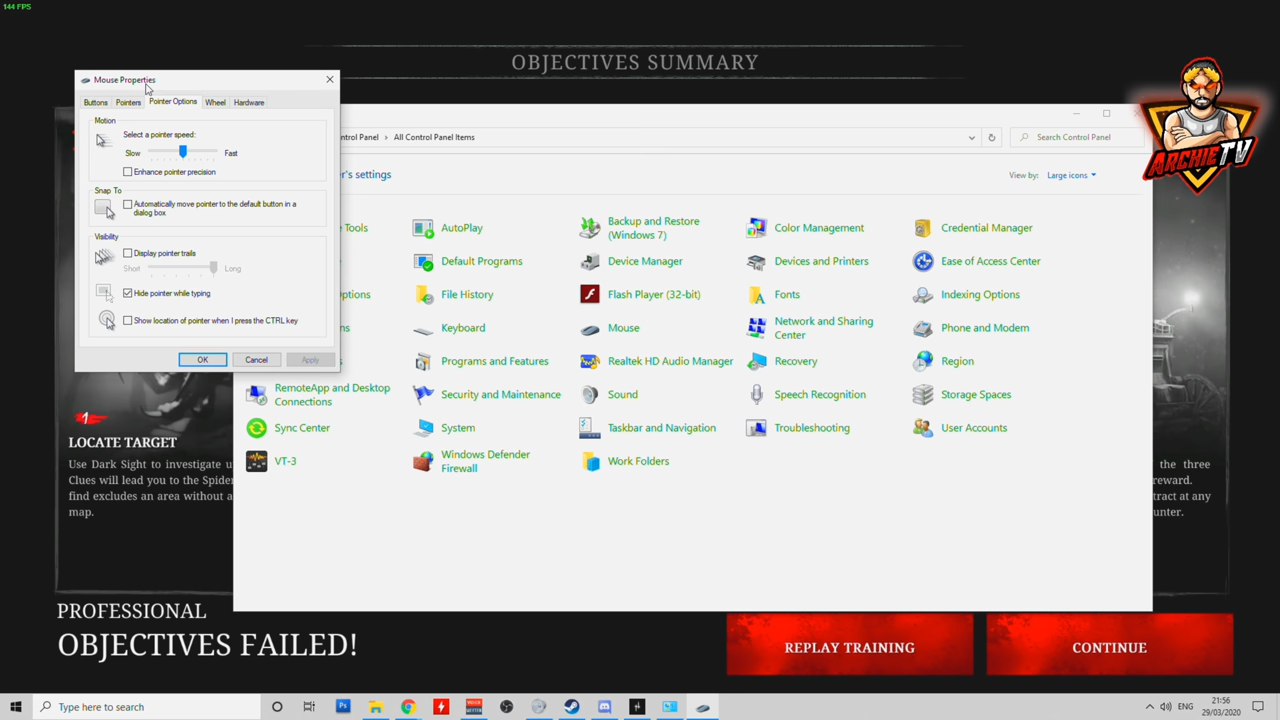 144 FPS
OBJECTIVES SUMMARY
ARCHIE TV
Mouse Properties
Buttons
Pointers
Pointer Options
Wheel
Hardware
Motion
Select a pointer speed:
Slow
Fast
Enhance pointer precision
Snap To
Automatically move pointer to the default button in a
dialog box
Visibility
Display pointer trails
Short
Long
Hide pointer while typing
Show location of pointer when I press the CTRL key
OK
Cancel
Apply
ntrol Panel > All Control Panel Items
Search Control Panel
r's settings
View by:
Large icons
e Tools
AutoPlay
Backup and Restore
(Windows 7)
Color Management
Credential Manager
Default Programs
Device Manager
Devices and Printers
Ease of Access Center
Options
File History
Flash Player (32-bit)
Fonts
Indexing Options
ns
Keyboard
Mouse
Network and Sharing
Center
Phone and Modem
Programs and Features
Realtek HD Audio Manager
Recovery
Region
RemoteApp and Desktop
Connections
Security and Maintenance
Sound
Speech Recognition
Storage Spaces
Sync Center
System
Taskbar and Navigation
Troubleshooting
User Accounts
VT-3
Windows Defender
Firewall
Work Folders
1
LOCATE TARGET
Use Dark Sight to investigate u
Clues will lead you to the Spider
find excludes an area without a
map.
the three
reward.
tract at any
unter.
PROFESSIONAL
OBJECTIVES FAILED!
REPLAY TRAINING
CONTINUE
Type here to search
Ps
ENG
21:56
29/03/2020